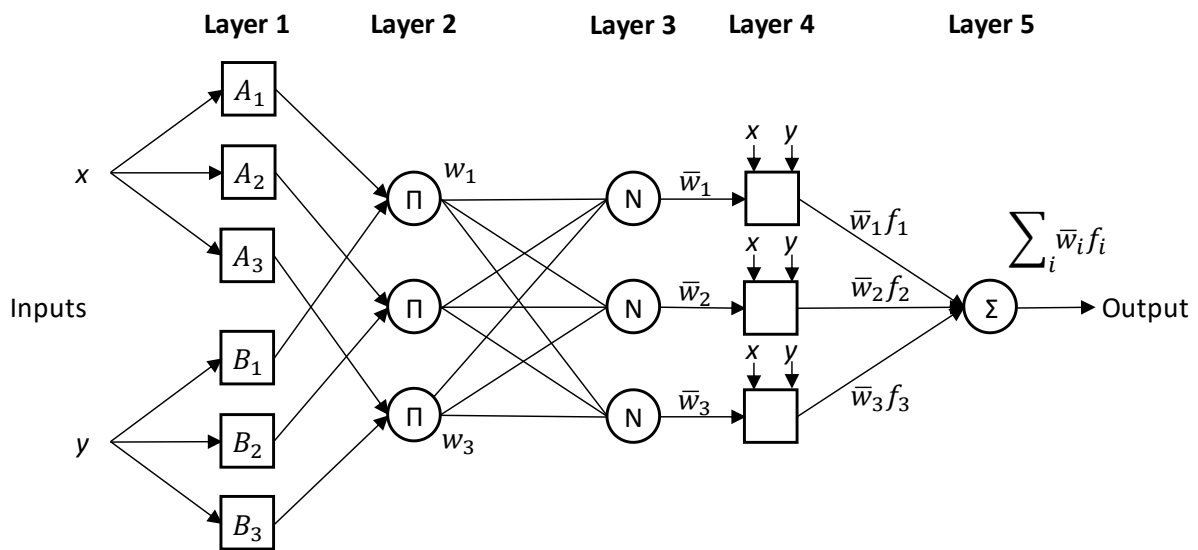 Layer 1 Layer 2 Layer 3 Layer 4 Layer 5
A₁
x y
x A₂ w₁
Π N w̅₁ w̅₁f₁
A₃ x y ∑ᵢ w̅ᵢfᵢ
Inputs Π N w̅₂ w̅₂f₂ Σ Output
B₁ x y
Π N w̅₃ w̅₃f₃
y B₂ w₃
B₃